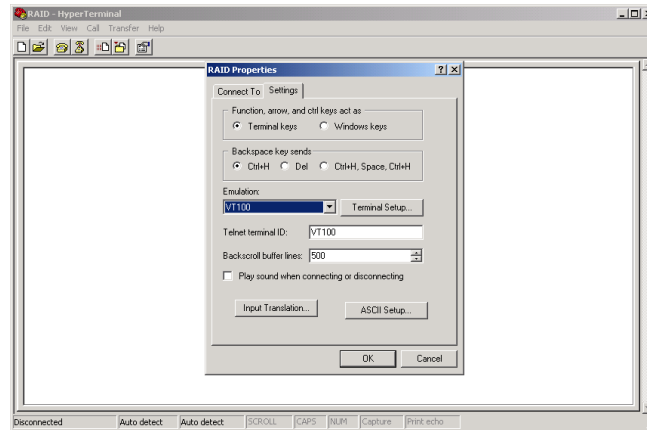 RAID - HyperTerminal
File Edit View Call Transfer Help
RAID Properties
Connect To Settings
Function, arrow, and ctrl keys act as
Terminal keys Windows keys
Backspace key sends
Ctrl+H Del Ctrl+H, Space, Ctrl+H
Emulation:
VT100 Terminal Setup...
Telnet terminal ID: VT100
Backscroll buffer lines: 500
Play sound when connecting or disconnecting
Input Translation... ASCII Setup...
OK Cancel
Disconnected Auto detect Auto detect SCROLL CAPS NUM Capture Print echo